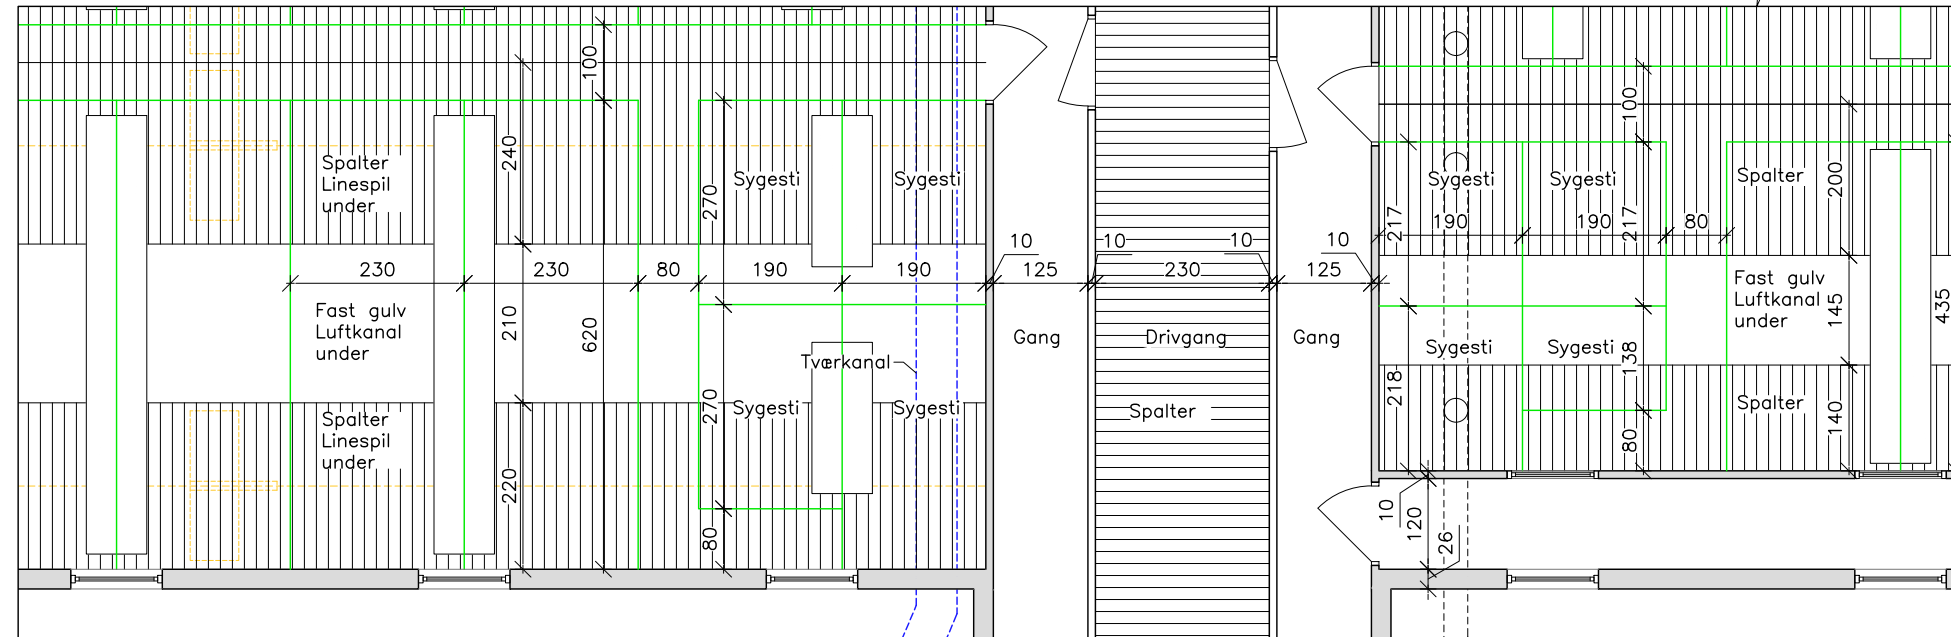 100
240
Spalter
Linespil
under
270
Sygesti
Sygesti
230
230
80
190
190
10
125
10
230
10
125
10
Fast gulv
Luftkanal
under
210
620
Tværkanal
Gang
Drivgang
Gang
Spalter
Linespil
under
270
Sygesti
Sygesti
Spalter
220
80
100
200
Sygesti
Sygesti
Spalter
217
190
190
217
80
Fast gulv
Luftkanal
under
145
435
Sygesti
Sygesti
138
218
Spalter
140
80
10
120
26